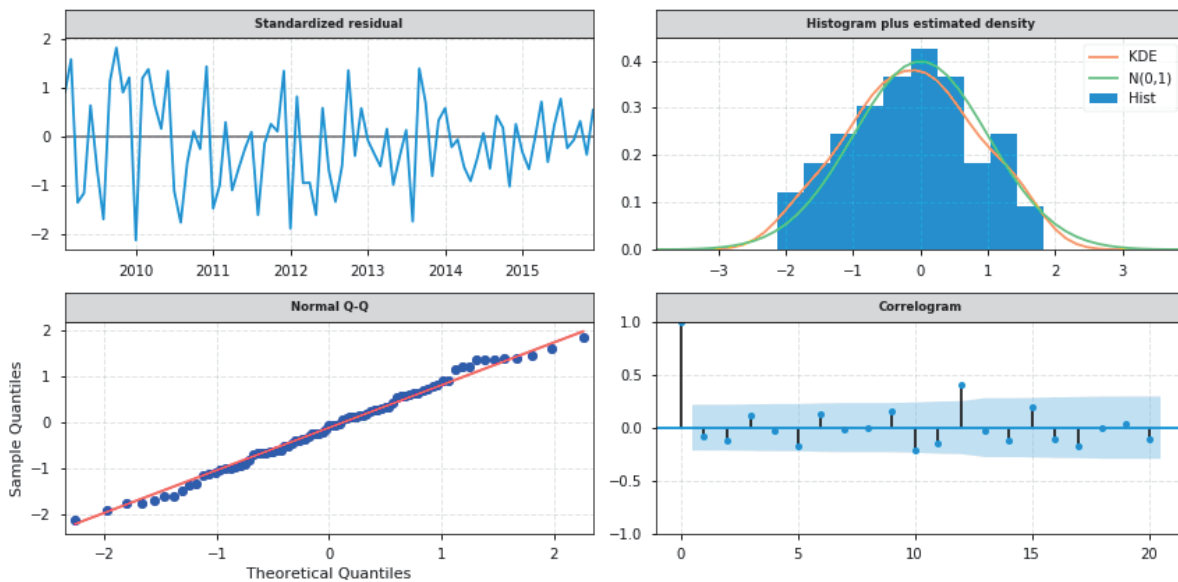 Standardized residual
2
1
0
−1
−2
2010 2011 2012 2013 2014 2015
Histogram plus estimated density
0.4
0.3
0.2
0.1
0.0
−3 −2 −1 0 1 2 3
KDE
N(0,1)
Hist
Normal Q-Q
Sample Quantiles
2
1
0
−1
−2
−2 −1 0 1 2
Theoretical Quantiles
Correlogram
1.0
0.5
0.0
−0.5
−1.0
0 5 10 15 20